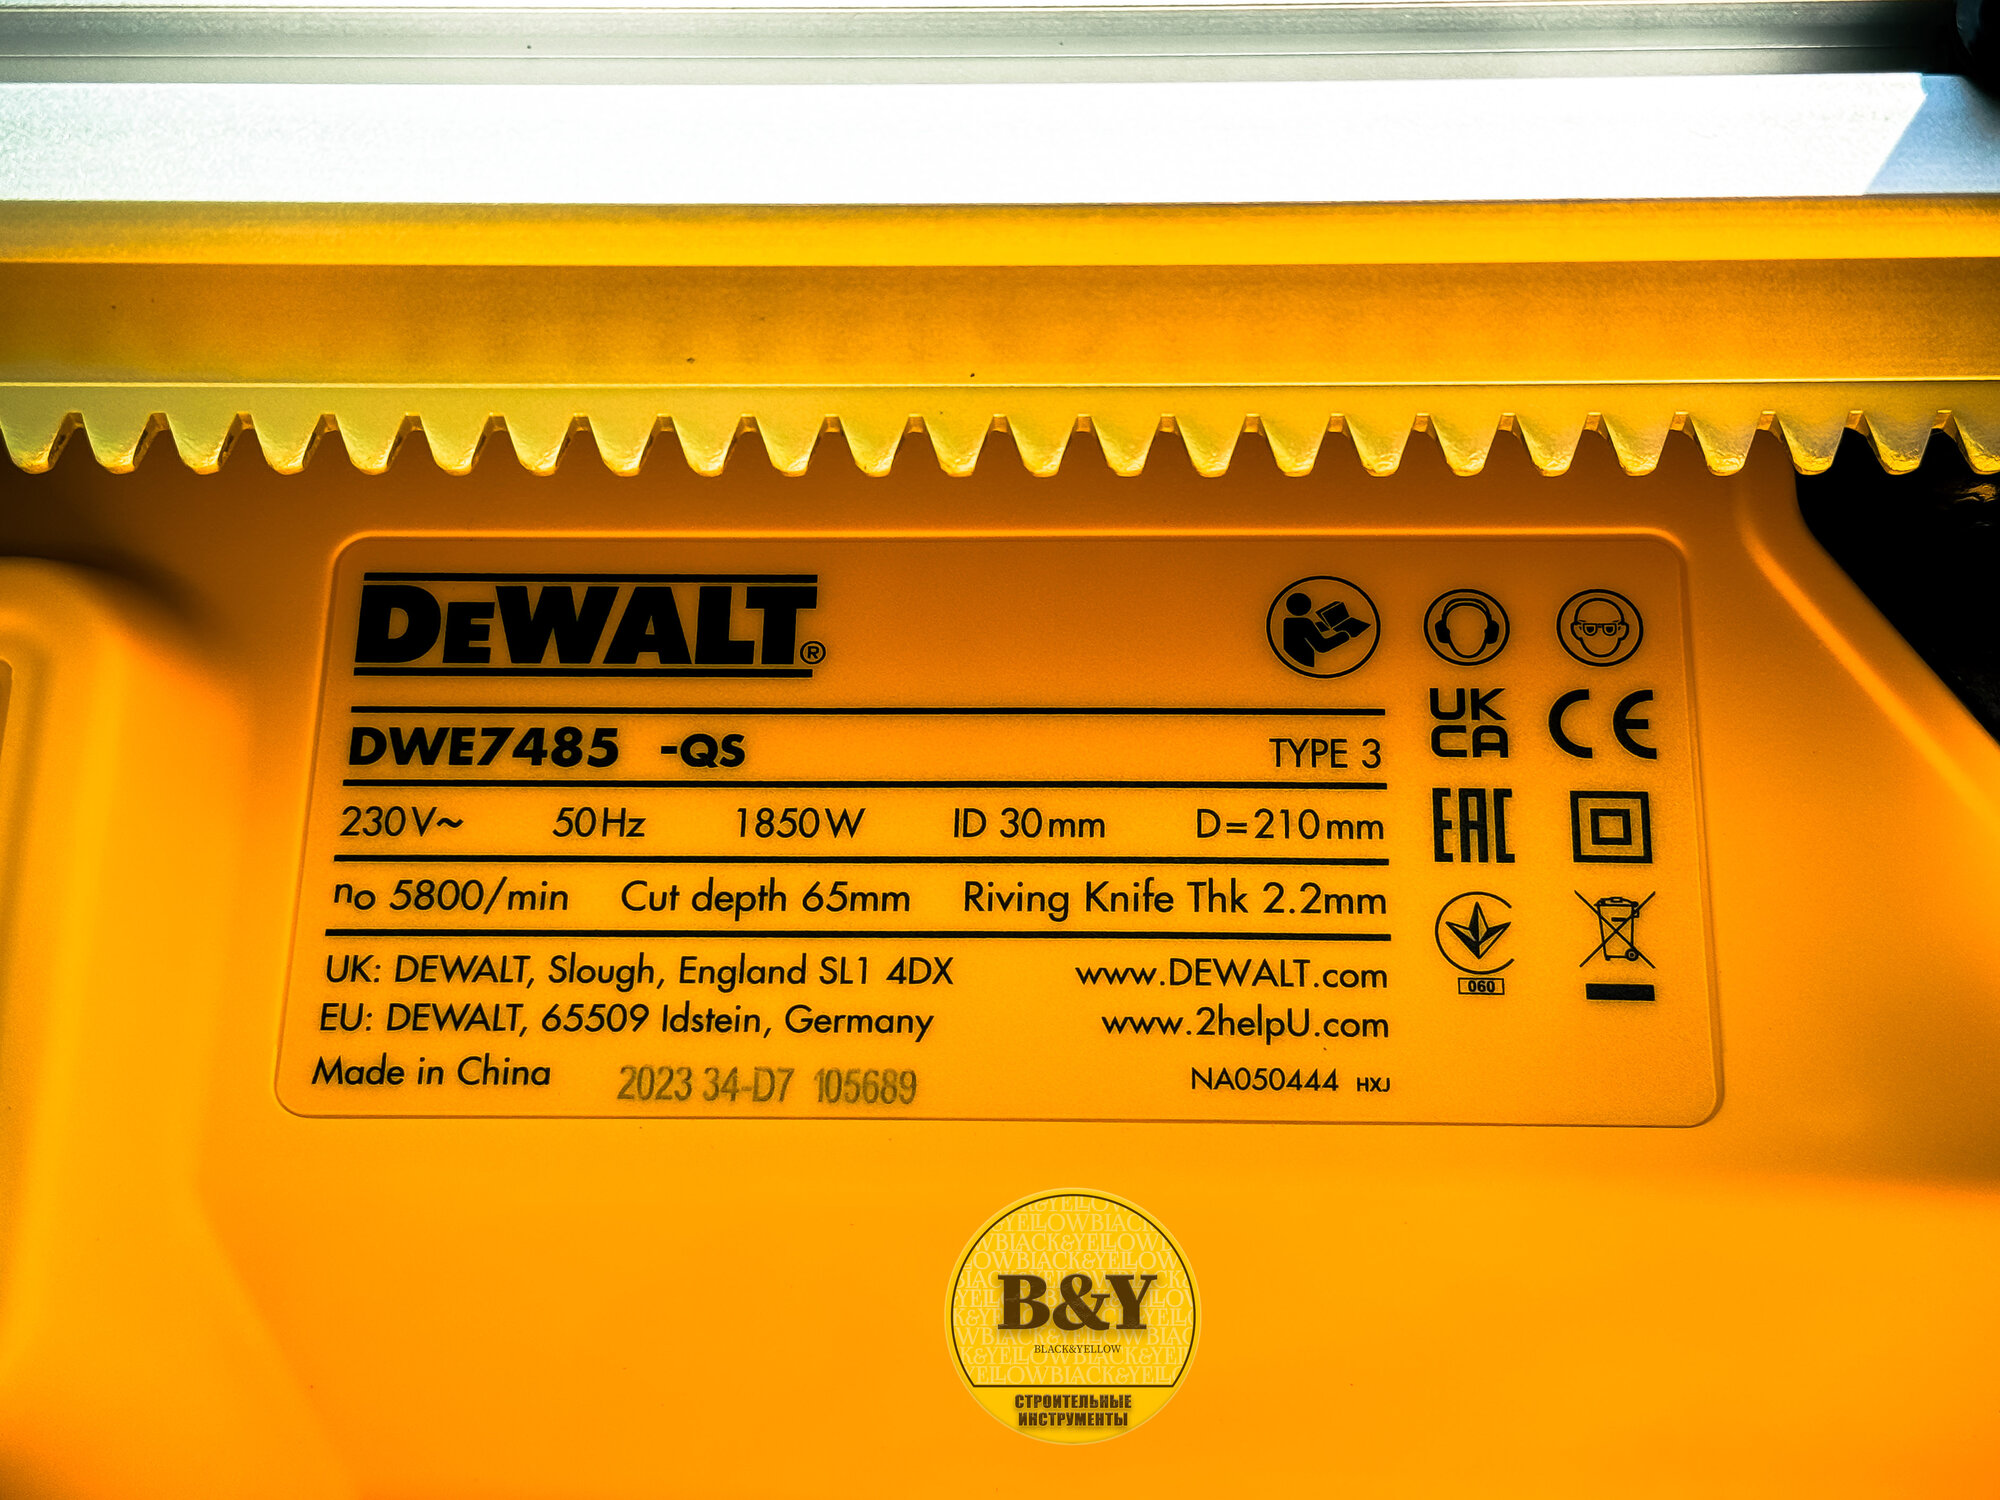 DEWALT®
DWE7485 -QS TYPE 3
230V~ 50Hz 1850W ID 30mm D=210mm
no 5800/min Cut depth 65mm Riving Knife Thk 2.2mm
UK: DEWALT, Slough, England SL1 4DX www.DEWALT.com
EU: DEWALT, 65509 Idstein, Germany www.2helpU.com
Made in China 2023 34-D7 105689 NA050444 HXJ
UK
CA CE
EAC
060
B&Y
BLACK&YELLOW
СТРОИТЕЛЬНЫЕ
ИНСТРУМЕНТЫ